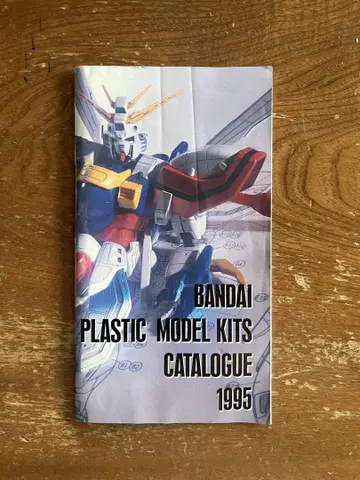 BANDAI
PLASTIC MODEL KITS
CATALOGUE
1995